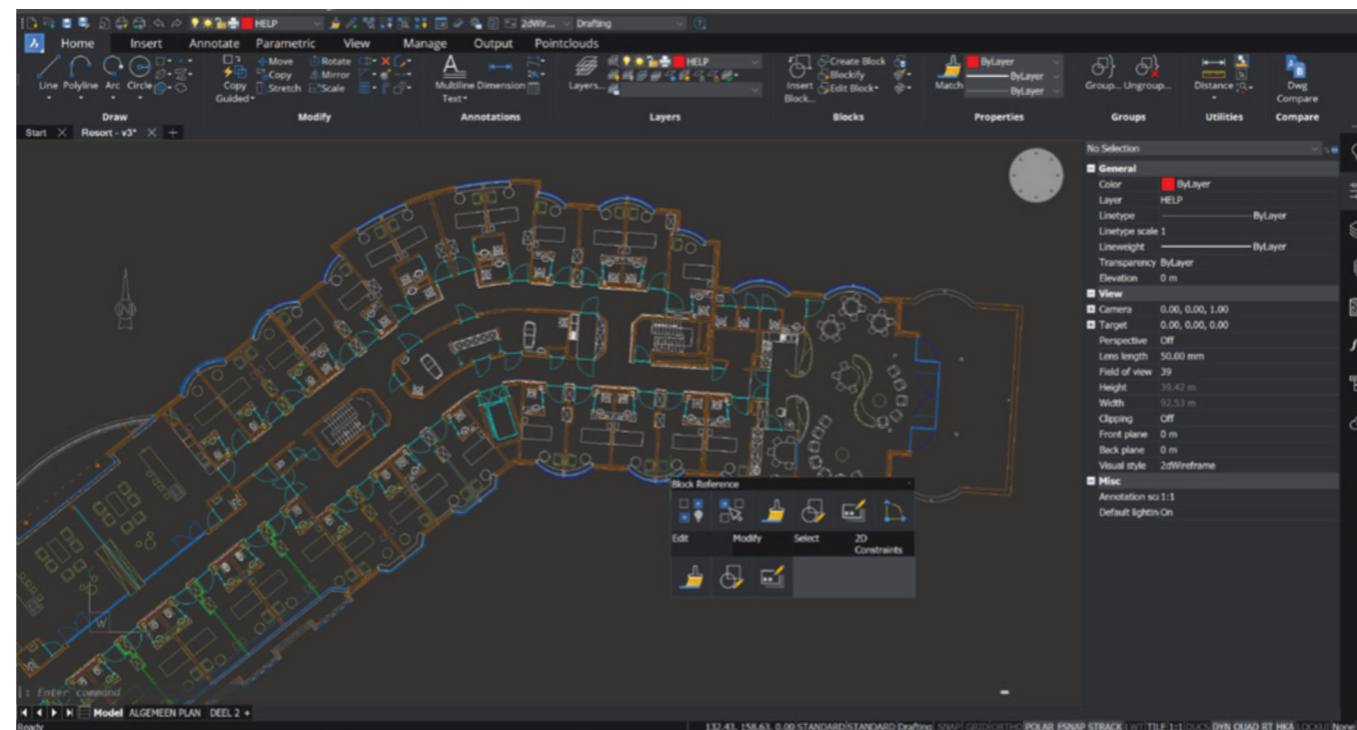 HELP 2dWir... Drafting
Home Insert Annotate Parametric View Manage Output Pointclouds
Line Polyline Arc Circle
Copy Guided
Move Rotate
Copy Mirror
Stretch Scale
Multiline Text Dimension
Layers...
HELP
Insert Block...
Create Block
Blockify
Edit Block
Match
ByLayer
ByLayer
ByLayer
Group... Ungroup...
Distance
Dwg Compare
Draw Modify Annotations Layers Blocks Properties Groups Utilities Compare
Start Resort - v3*
No Selection
General
Color ByLayer
Layer HELP
Linetype ByLayer
Linetype scale 1
Lineweight ByLayer
Transparency ByLayer
Elevation 0 m
View
Camera 0.00, 0.00, 1.00
Target 0.00, 0.00, 0.00
Perspective Off
Lens length 50.00 mm
Field of view 39
Height 39.42 m
Width 92.53 m
Clipping Off
Front plane 0 m
Back plane 0 m
Visual style 2dWireframe
Misc
Annotation sca 1:1
Default lightin On
N
Block Reference
Edit Modify Select 2D Constraints
W
: Enter command
Model ALGEMEEN PLAN DEEL 2 +
Ready 132.43, 158.63, 0.00 STANDARD STANDARD Drafting SNAP GRID ORTHO POLAR ESNAP STRACK LWT TILE 1:1 DUCS DYN QUAD RT HKA LOCKUI None